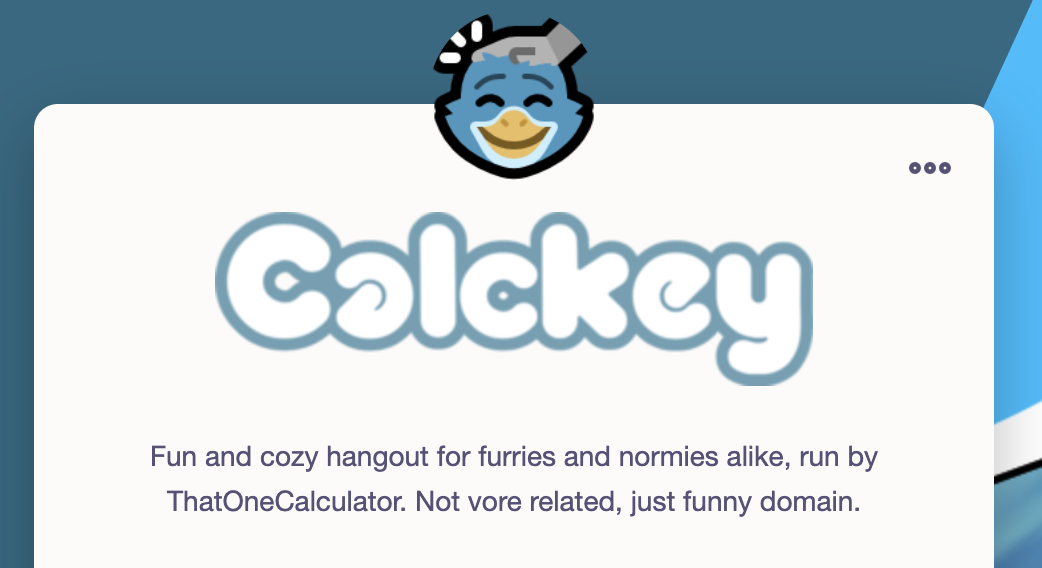 Calckey
Fun and cozy hangout for furries and normies alike, run by
ThatOneCalculator. Not vore related, just funny domain.